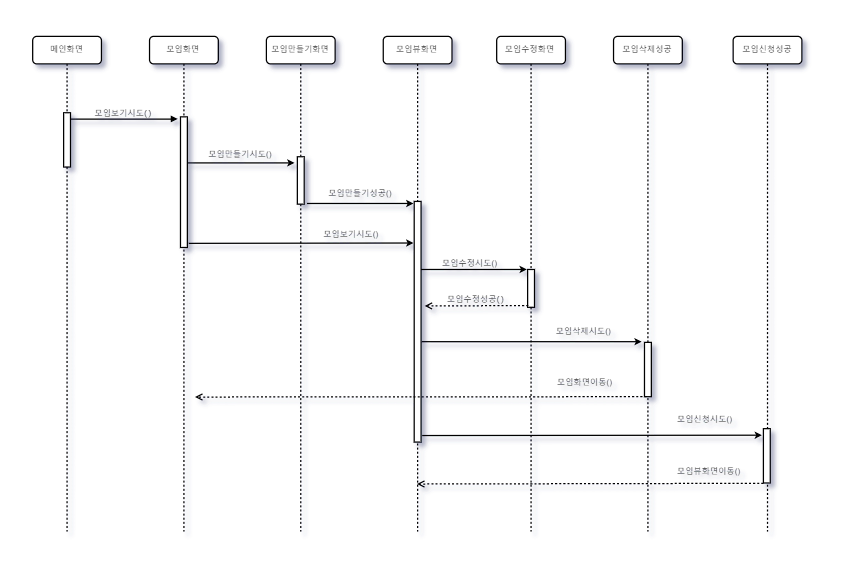 메인화면
모임화면
모임만들기화면
모임뷰화면
모임수정화면
모임삭제성공
모임신청성공
모임보기시도()
모임만들기시도()
모임만들기성공()
모임보기시도()
모임수정시도()
모임수정성공()
모임삭제시도()
모임화면이동()
모임신청시도()
모임뷰화면이동()